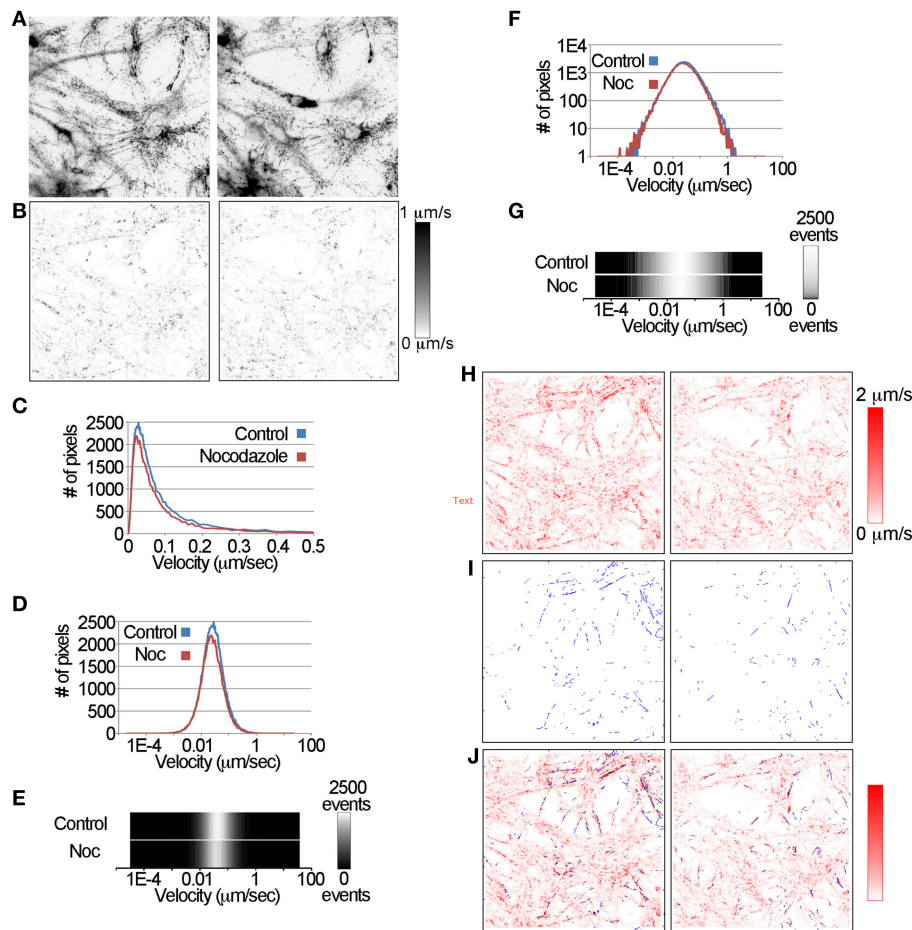 A
B
1 μm/s
0 μm/s
C
# of pixels
2500
2000
1500
1000
500
0
Control
Nocodazole
0 0.1 0.2 0.3 0.4 0.5
Velocity (μm/sec)
D
# of pixels
2500
2000
1500
1000
500
0
Control
Noc
1E-4 0.01 1 100
Velocity (μm/sec)
E
Control
Noc
1E-4 0.01 1 100
Velocity (μm/sec)
2500
events
0
events
F
# of pixels
1E4
1E3
100
10
1
Control
Noc
1E-4 0.01 1 100
Velocity (μm/sec)
G
Control
Noc
1E-4 0.01 1 100
Velocity (μm/sec)
2500
events
0
events
H
Text
2 μm/s
0 μm/s
I
J